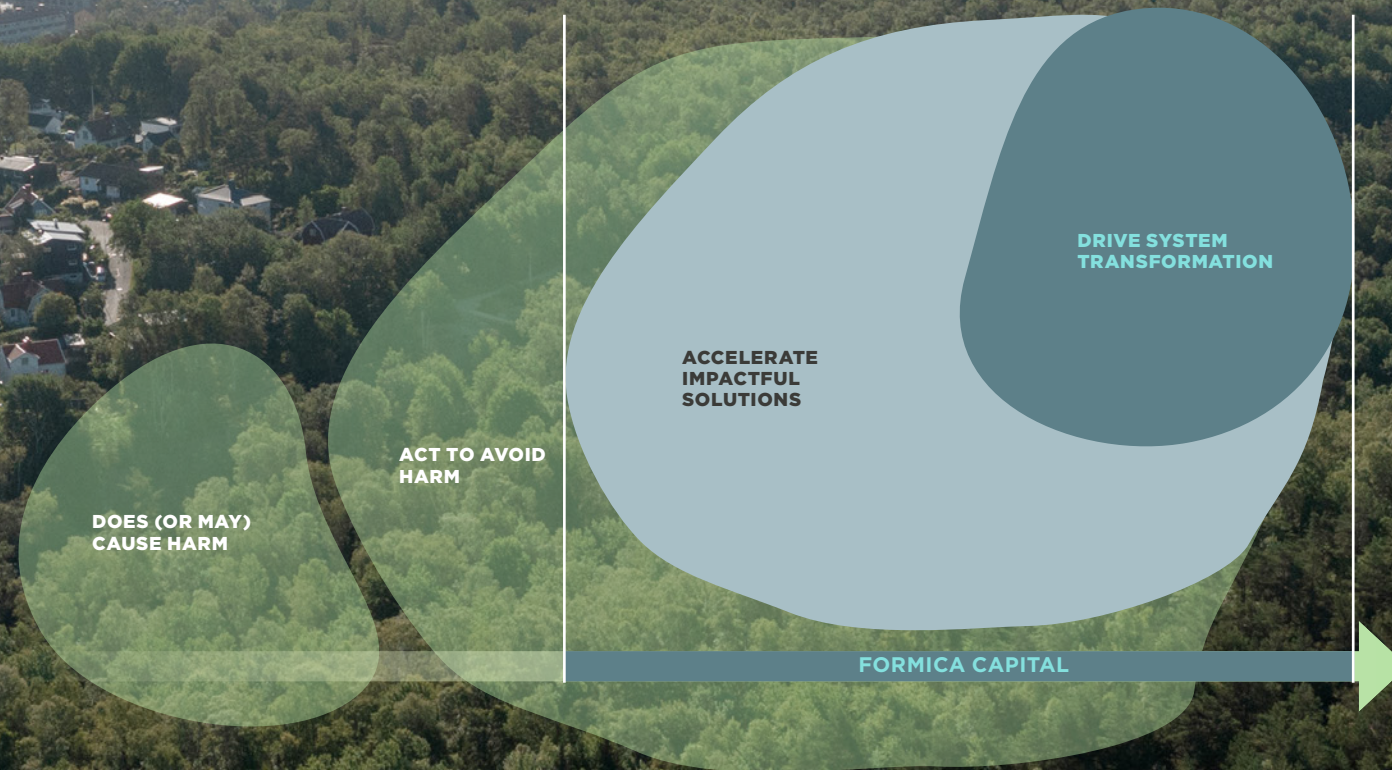 DOES (OR MAY)
CAUSE HARM
ACT TO AVOID
HARM
ACCELERATE
IMPACTFUL
SOLUTIONS
DRIVE SYSTEM
TRANSFORMATION
FORMICA CAPITAL